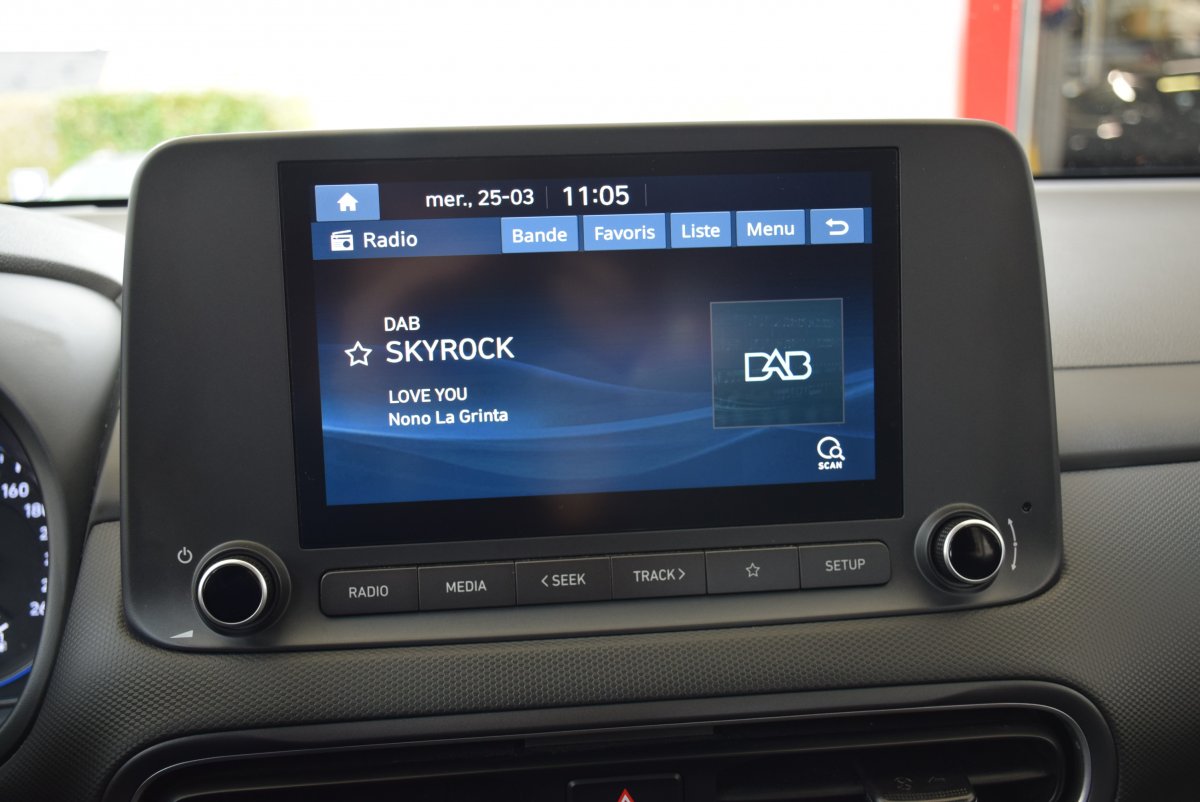 mer., 25-03 11:05
Radio Bande Favoris Liste Menu
DAB
SKYROCK
LOVE YOU
Nono La Grinta
DAB
SCAN
RADIO MEDIA <SEEK TRACK> SETUP
160